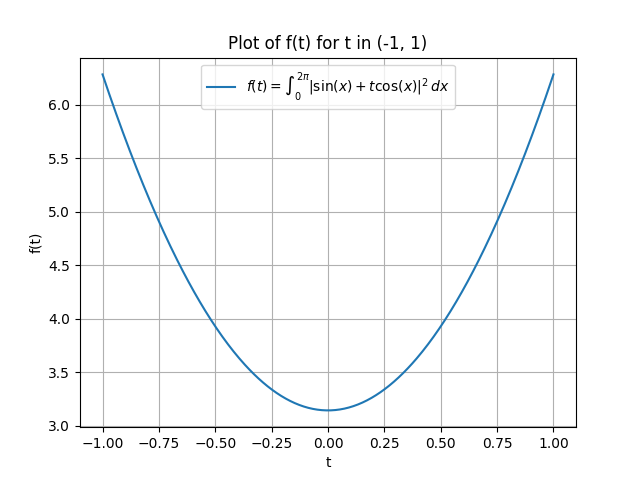 Plot of f(t) for t in (-1, 1)
f(t) = ∫₀^{2π} |sin(x) + t cos(x)|² dx
f(t)
6.0
5.5
5.0
4.5
4.0
3.5
3.0
−1.00 −0.75 −0.50 −0.25 0.00 0.25 0.50 0.75 1.00
t